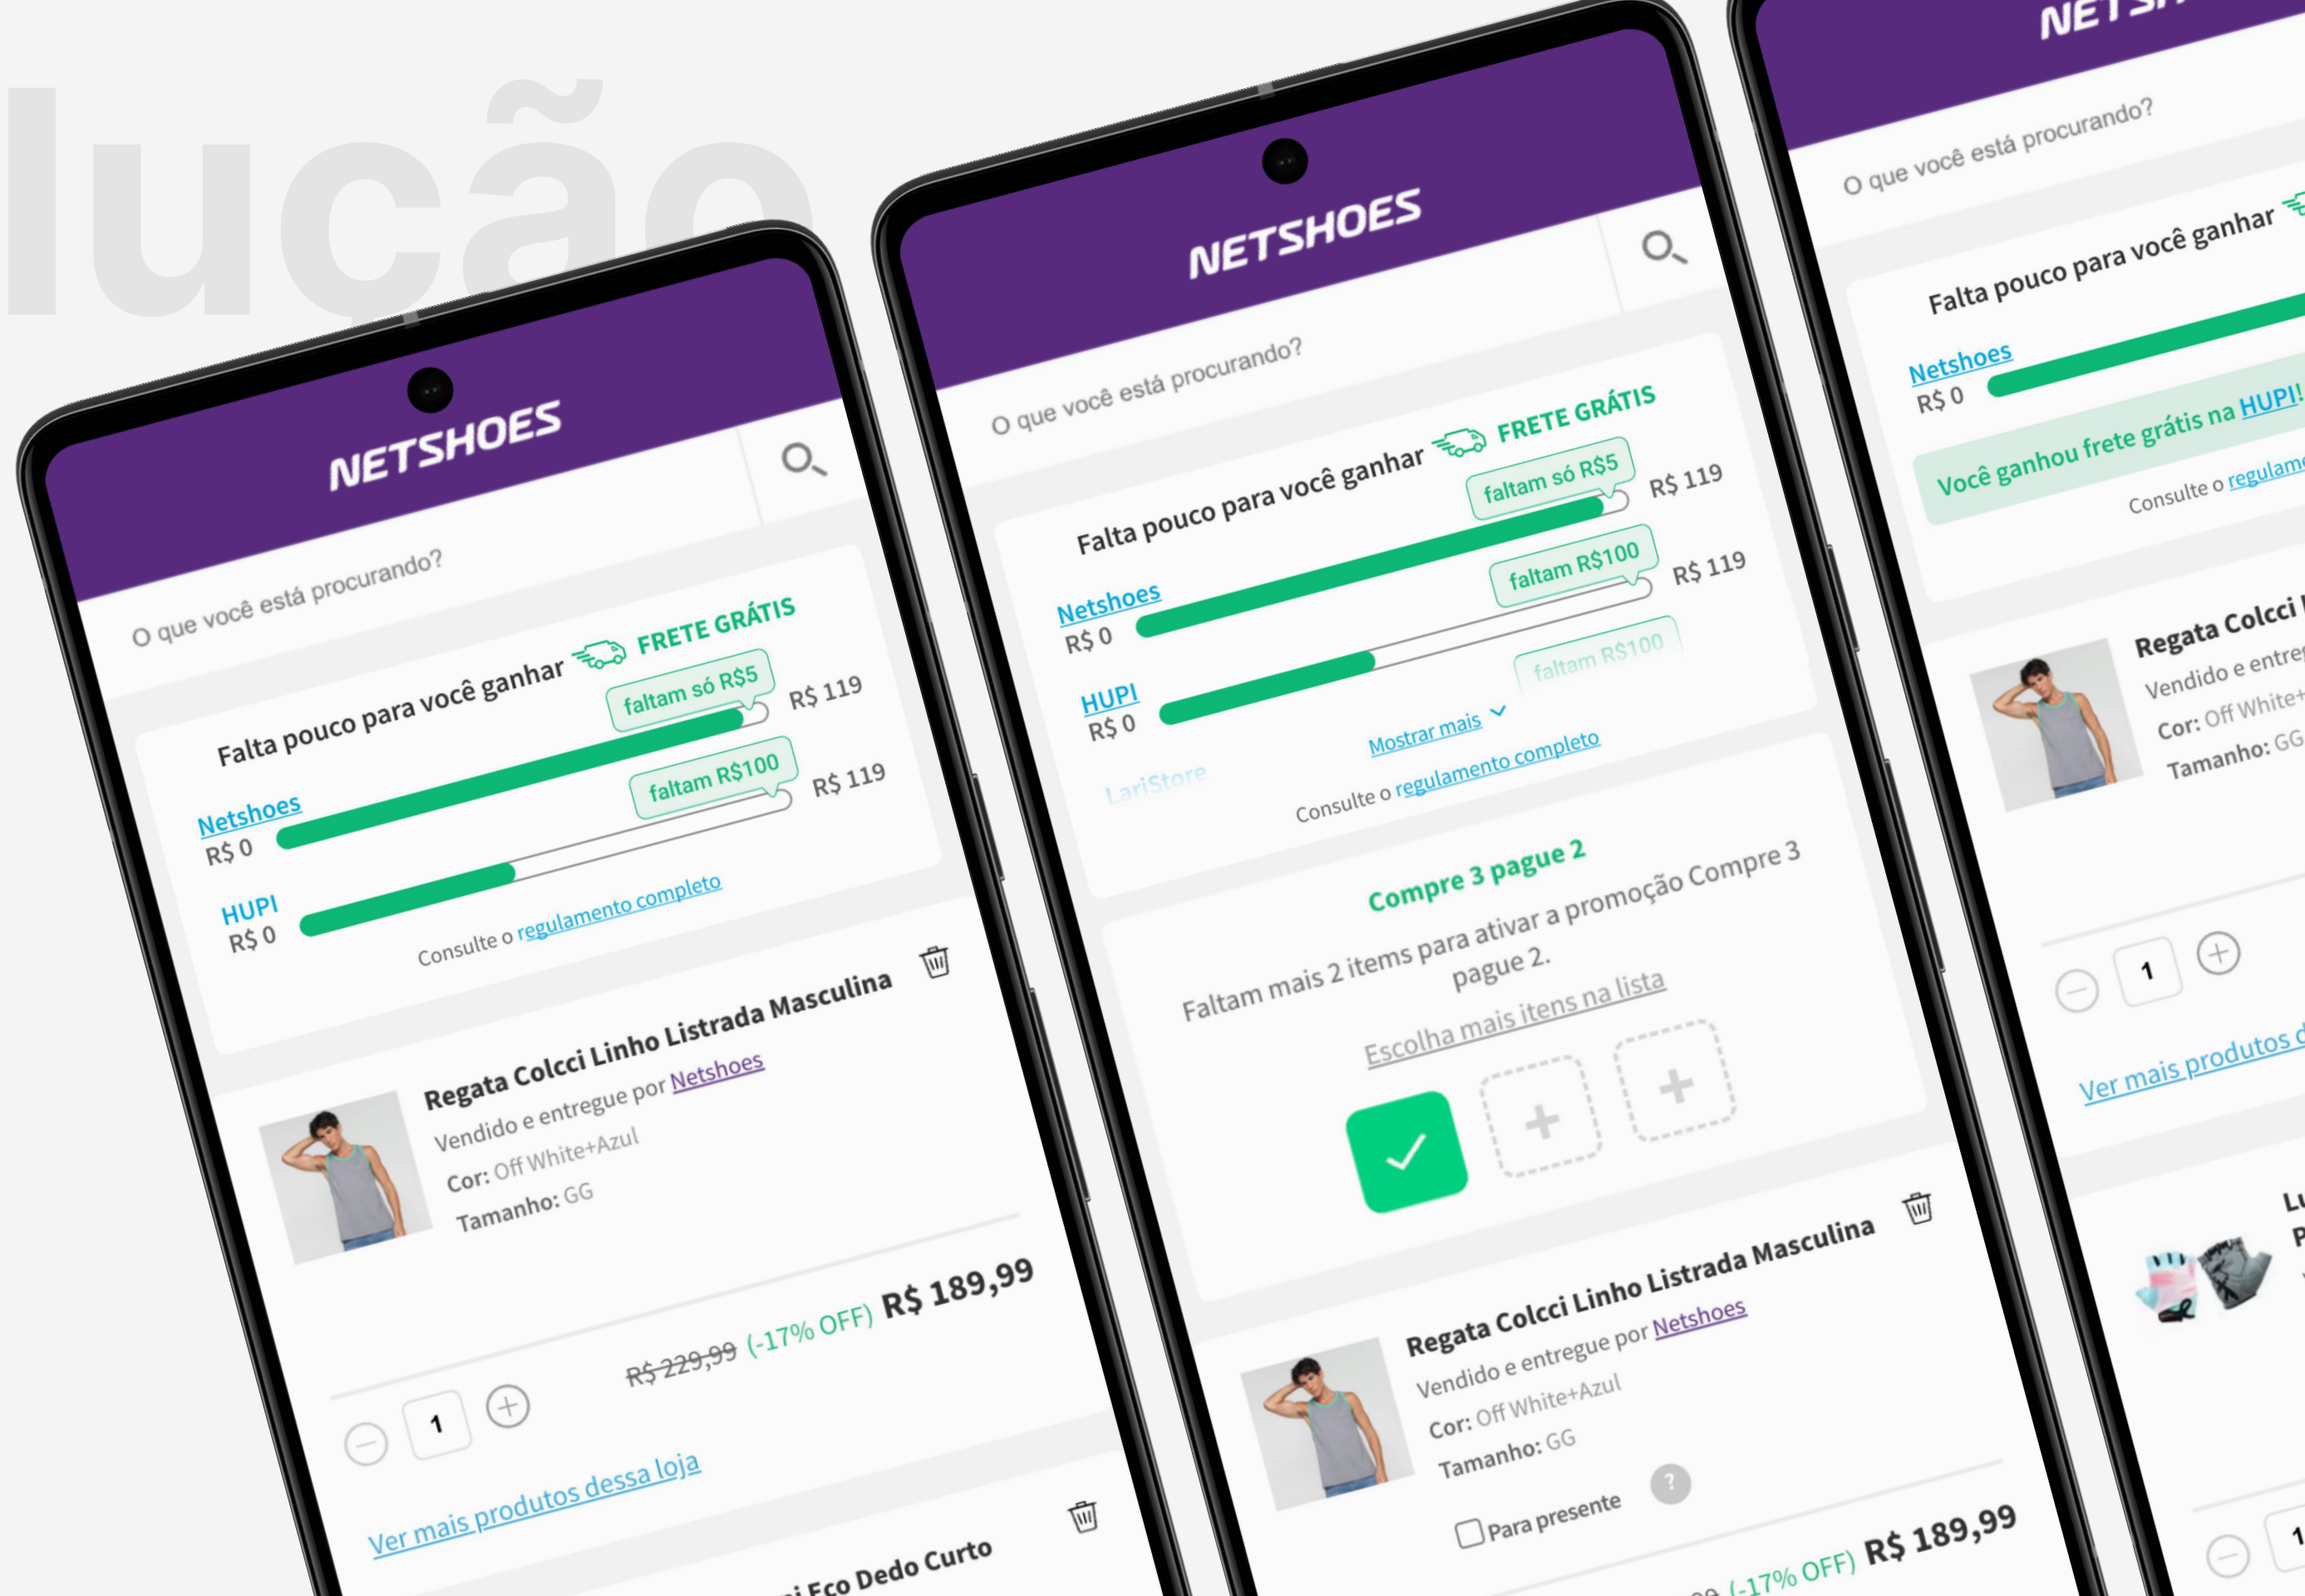 lução
NETSHOES
O que você está procurando?
Falta pouco para você ganhar FRETE GRÁTIS
faltam só R$5
Netshoes
R$ 0
R$ 119
faltam R$100
HUPI
R$ 0
R$ 119
Consulte o regulamento completo
Regata Colcci Linho Listrada Masculina
Vendido e entregue por Netshoes
Cor: Off White+Azul
Tamanho: GG
R$ 229,99 (-17% OFF) R$ 189,99
1
Ver mais produtos dessa loja
Eco Dedo Curto
NETSHOES
O que você está procurando?
Falta pouco para você ganhar FRETE GRÁTIS
faltam só R$5
Netshoes
R$ 0
R$ 119
faltam R$100
HUPI
R$ 0
R$ 119
faltam R$100
LariStore
Mostrar mais
Consulte o regulamento completo
Compre 3 pague 2
Faltam mais 2 items para ativar a promoção Compre 3
pague 2.
Escolha mais itens na lista
Regata Colcci Linho Listrada Masculina
Vendido e entregue por Netshoes
Cor: Off White+Azul
Tamanho: GG
Para presente ?
(-17% OFF) R$ 189,99
NETSH
O que você está procurando?
Falta pouco para você ganhar
Netshoes
R$ 0
Você ganhou frete grátis na HUPI!
Consulte o regulame
Regata Colcci
Vendido e entre
Cor: Off White+
Tamanho: GG
1
Ver mais produtos d
1